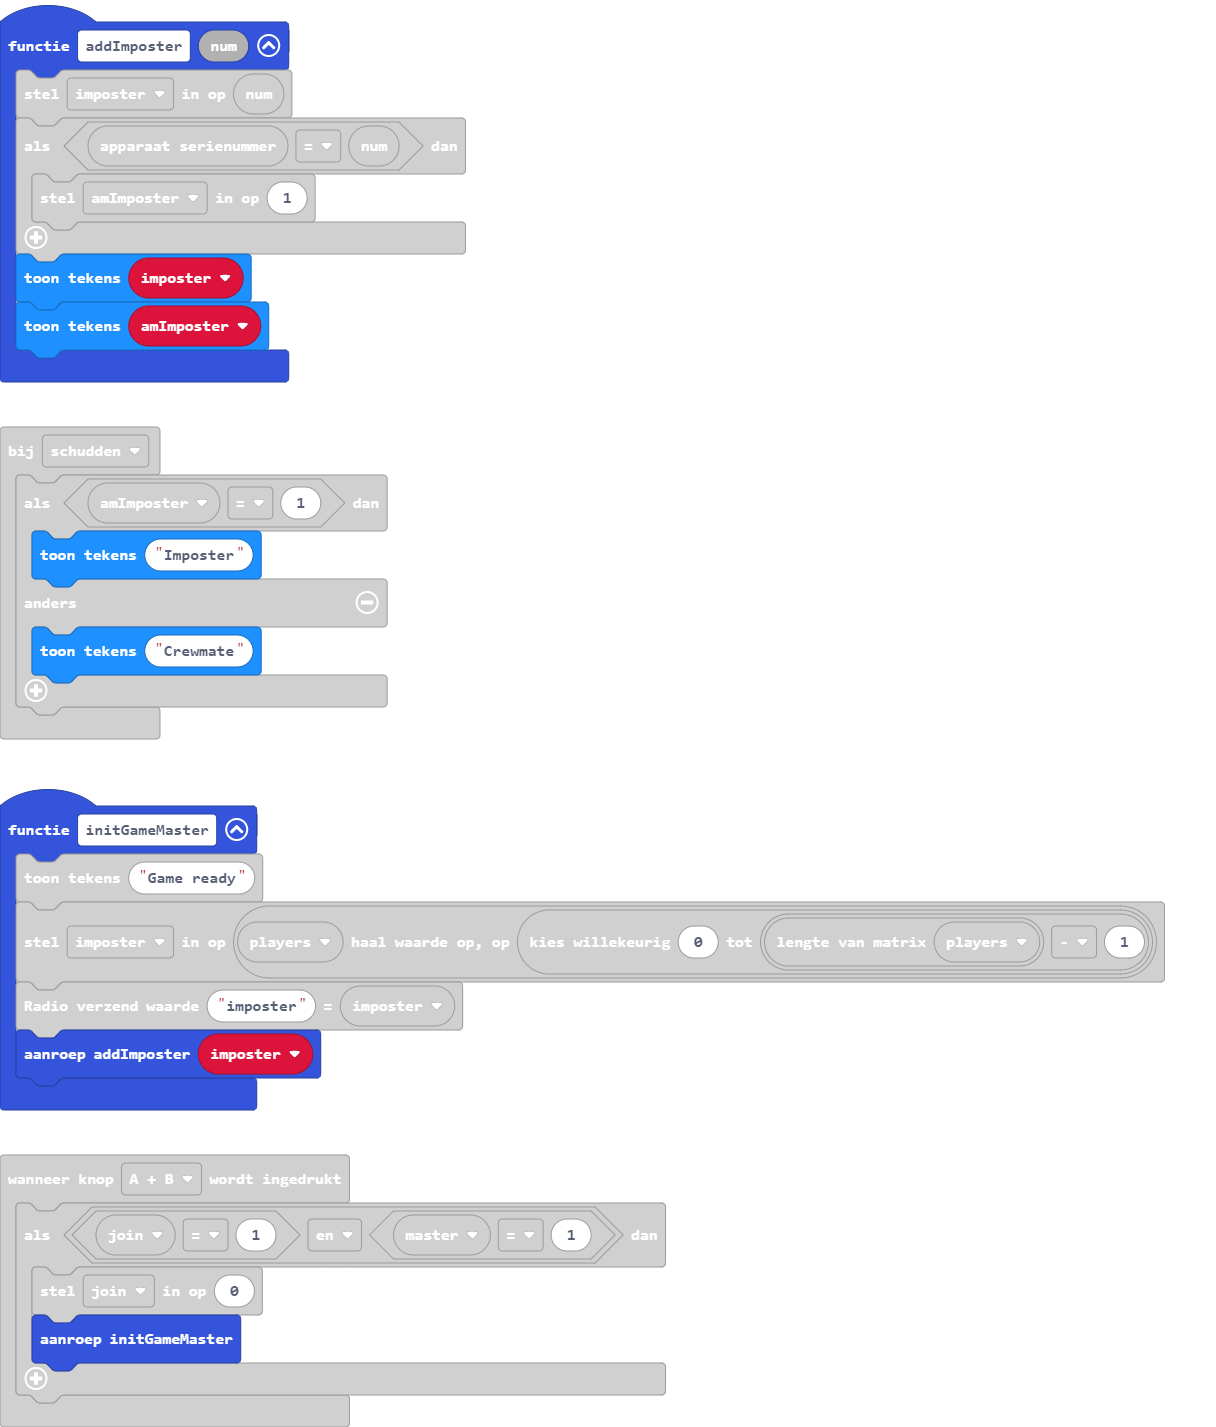 functie addImposter num
stel imposter in op num
als apparaat serienummer = num dan
stel amImposter in op 1
toon tekens imposter
toon tekens amImposter
bij schudden
als amImposter = 1 dan
toon tekens "Imposter"
anders
toon tekens "Crewmate"
functie initGameMaster
toon tekens "Game ready"
stel imposter in op players haal waarde op, op kies willekeurig 0 tot lengte van matrix players - 1
Radio verzend waarde "imposter" = imposter
aanroep addImposter imposter
wanneer knop A + B wordt ingedrukt
als join = 1 en master = 1 dan
stel join in op 0
aanroep initGameMaster